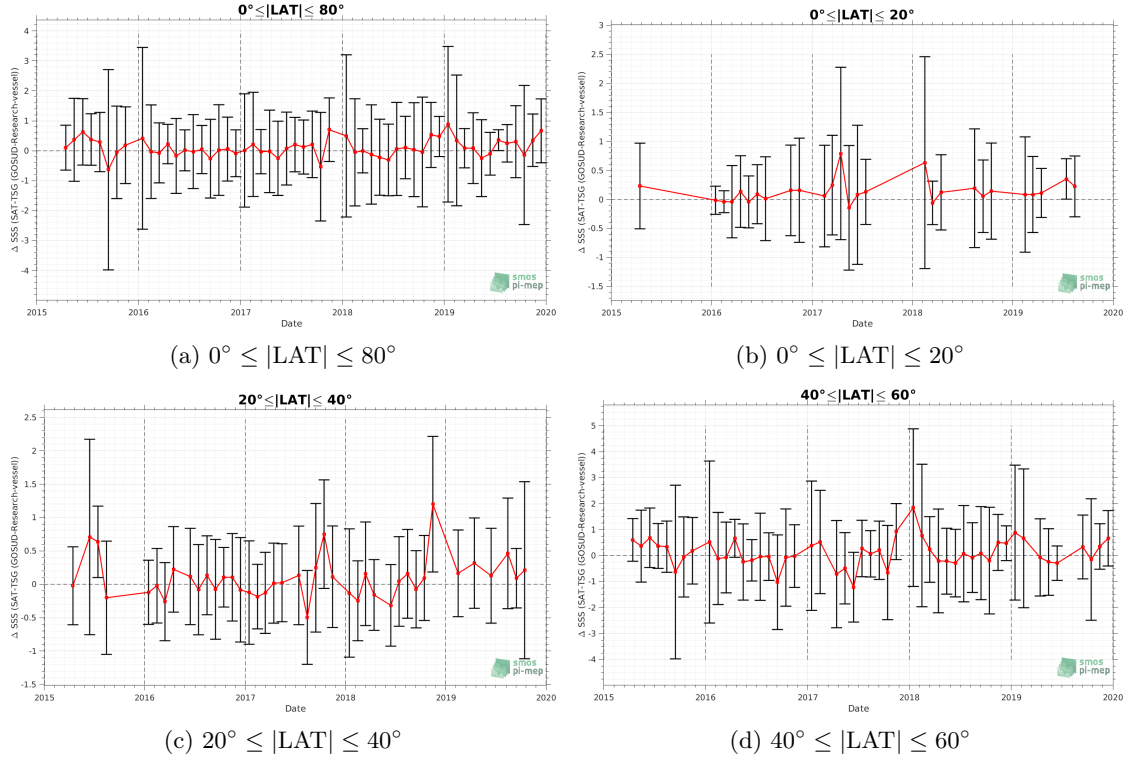 0°≤|LAT|≤ 80°
Δ SSS (SAT-TSG (GOSUD-Research-vessel))
4
3
2
1
0
-1
-2
-3
-4
2015 2016 2017 2018 2019 2020
Date
smos
pi-mep
(a) 0° ≤ |LAT| ≤ 80°
0°≤|LAT|≤ 20°
Δ SSS (SAT-TSG (GOSUD-Research-vessel))
3
2.5
2
1.5
1
0.5
0
-0.5
-1
-1.5
2015 2016 2017 2018 2019 2020
Date
smos
pi-mep
(b) 0° ≤ |LAT| ≤ 20°
20°≤|LAT|≤ 40°
Δ SSS (SAT-TSG (GOSUD-Research-vessel))
2.5
2
1.5
1
0.5
0
-0.5
-1
-1.5
2015 2016 2017 2018 2019 2020
Date
smos
pi-mep
(c) 20° ≤ |LAT| ≤ 40°
40°≤|LAT|≤ 60°
Δ SSS (SAT-TSG (GOSUD-Research-vessel))
5
4
3
2
1
0
-1
-2
-3
-4
2015 2016 2017 2018 2019 2020
Date
smos
pi-mep
(d) 40° ≤ |LAT| ≤ 60°